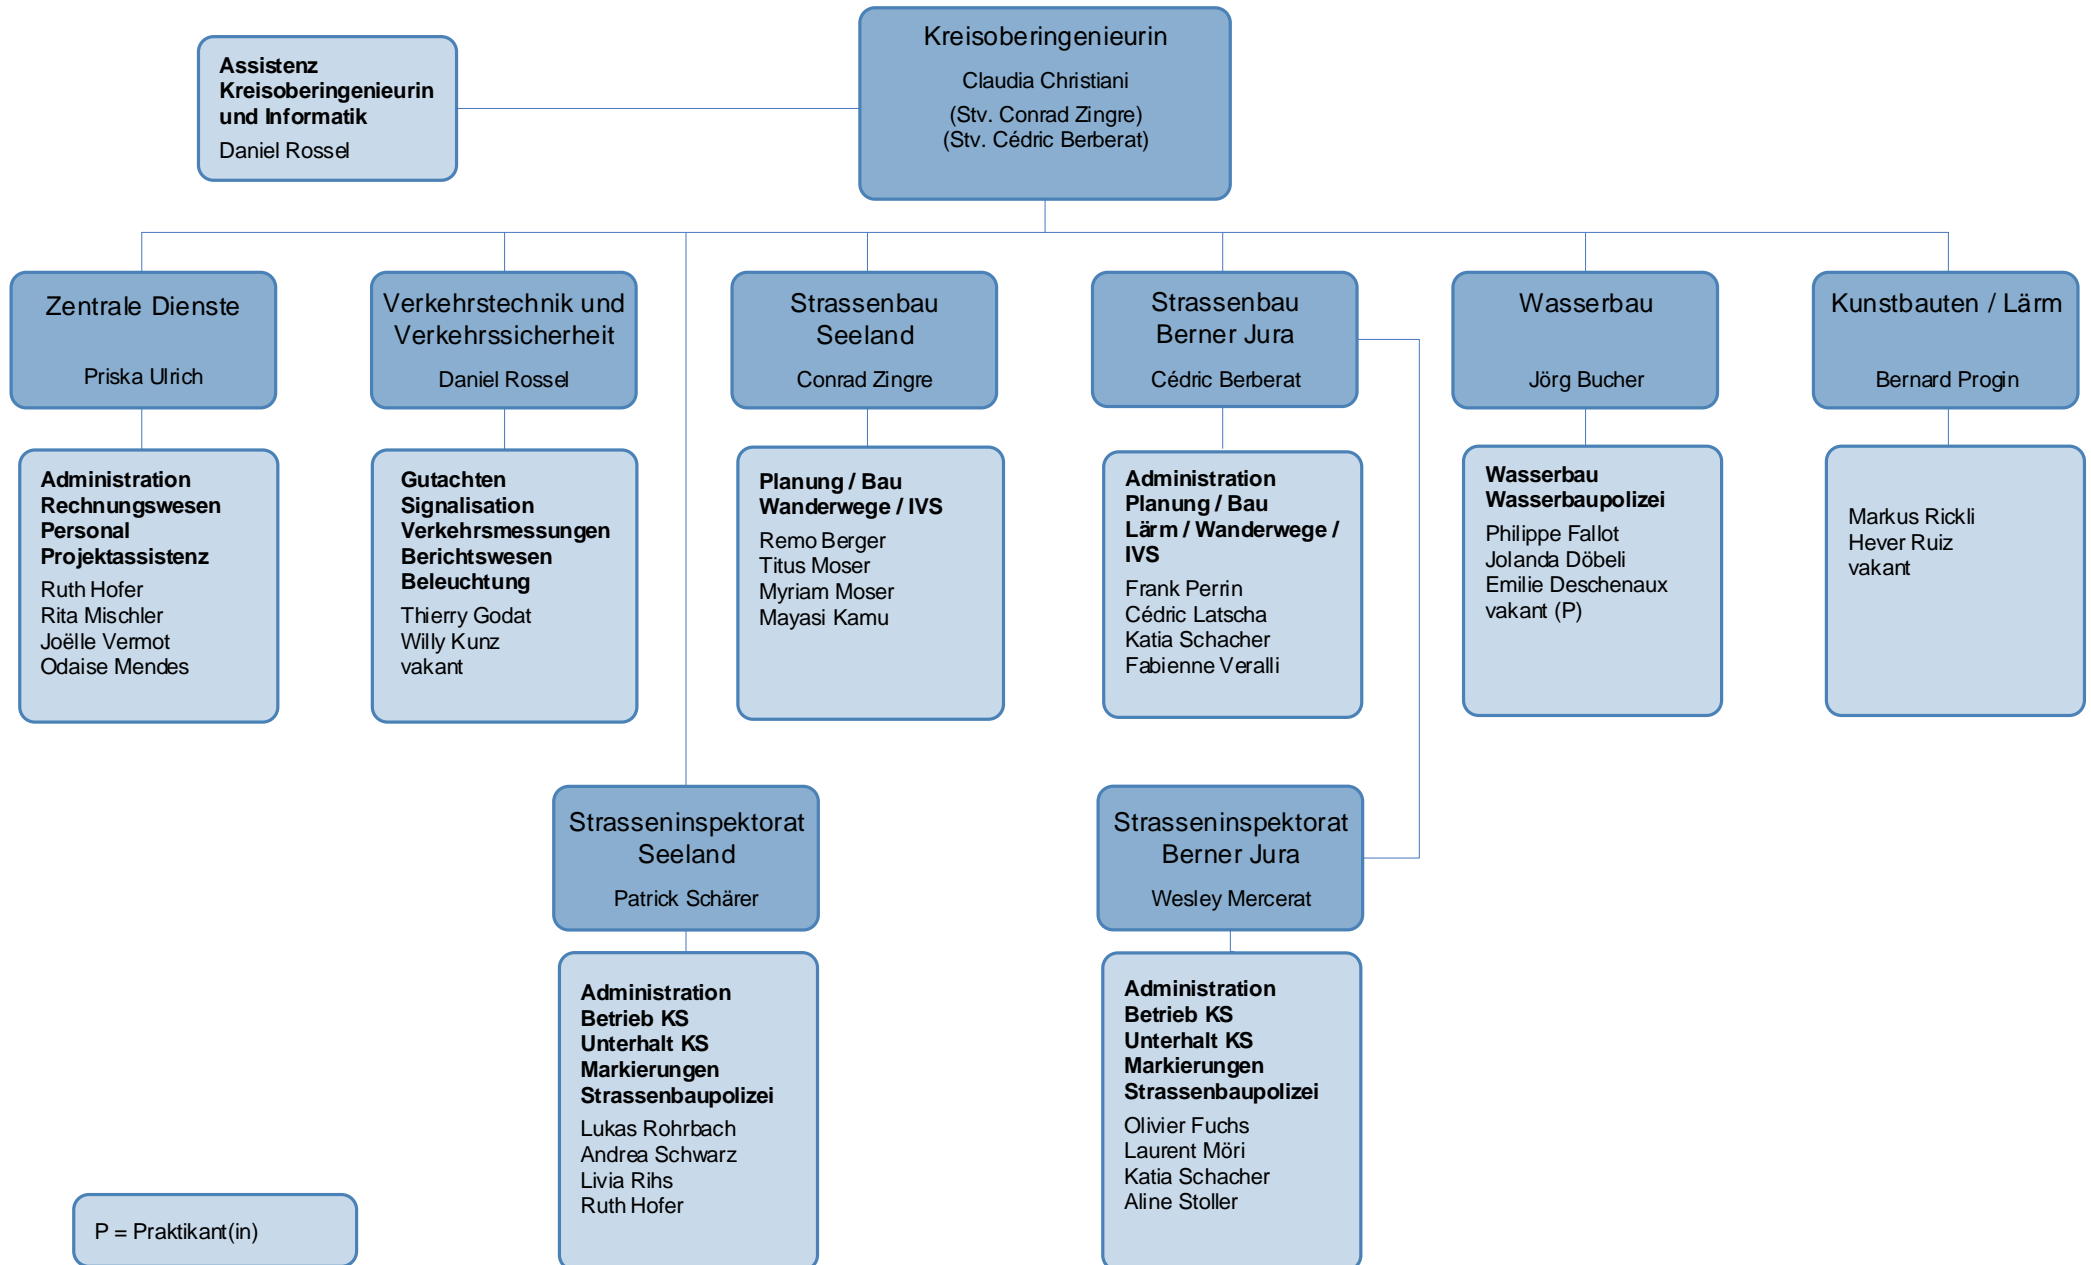 Kreisoberingenieurin
Claudia Christiani
(Stv. Conrad Zingre)
(Stv. Cédric Berberat)
Assistenz
Kreisoberingenieurin
und Informatik
Daniel Rossel
Zentrale Dienste
Priska Ulrich
Verkehrstechnik und
Verkehrssicherheit
Daniel Rossel
Strassenbau
Seeland
Conrad Zingre
Strassenbau
Berner Jura
Cédric Berberat
Wasserbau
Jörg Bucher
Kunstbauten / Lärm
Bernard Progin
Administration
Rechnungswesen
Personal
Projektassistenz
Ruth Hofer
Rita Mischler
Joëlle Vermot
Odaise Mendes
Gutachten
Signalisation
Verkehrsmessungen
Berichtswesen
Beleuchtung
Thierry Godat
Willy Kunz
vakant
Planung / Bau
Wanderwege / IVS
Remo Berger
Titus Moser
Myriam Moser
Mayasi Kamu
Administration
Planung / Bau
Lärm / Wanderwege /
IVS
Frank Perrin
Cédric Latscha
Katia Schacher
Fabienne Veralli
Wasserbau
Wasserbaupolizei
Philippe Fallot
Jolanda Döbeli
Emilie Deschenaux
vakant (P)
Markus Rickli
Hever Ruiz
vakant
Strasseninspektorat
Seeland
Patrick Schärer
Strasseninspektorat
Berner Jura
Wesley Mercerat
Administration
Betrieb KS
Unterhalt KS
Markierungen
Strassenbaupolizei
Lukas Rohrbach
Andrea Schwarz
Livia Rihs
Ruth Hofer
Administration
Betrieb KS
Unterhalt KS
Markierungen
Strassenbaupolizei
Olivier Fuchs
Laurent Möri
Katia Schacher
Aline Stoller
P = Praktikant(in)